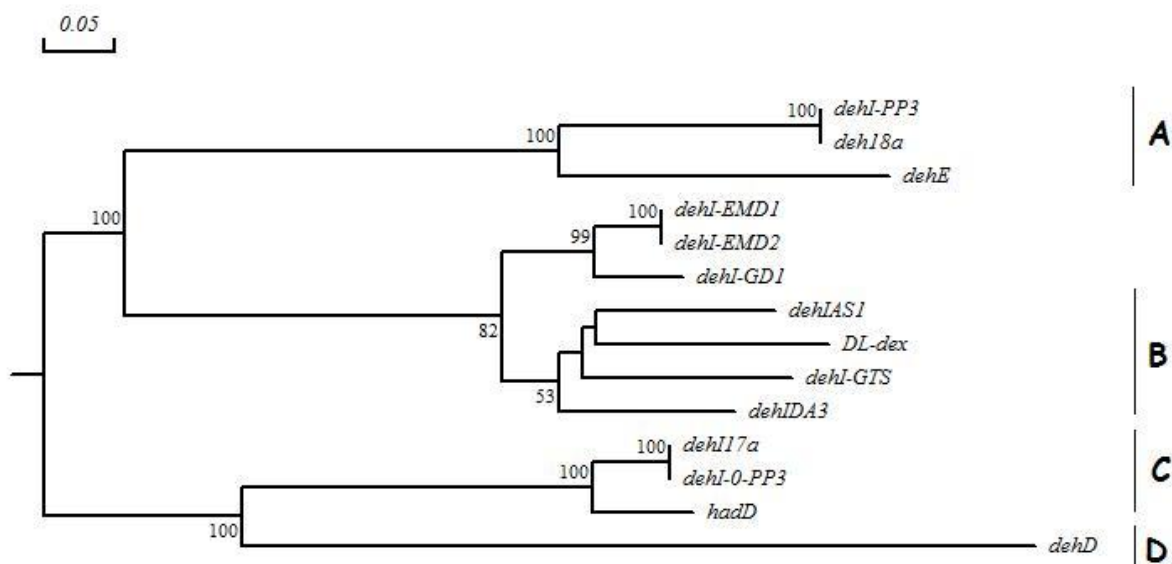 0.05
100 dehI-PP3
A
100 deh18a
dehE
100 dehI-EMD1
100
99 dehI-EMD2
dehI-GD1
dehIAS1
82
DL-dex
B
dehI-GTS
53 dehIDA3
100 dehI17a
C
100 dehI-0-PP3
hadD
100
dehD
D